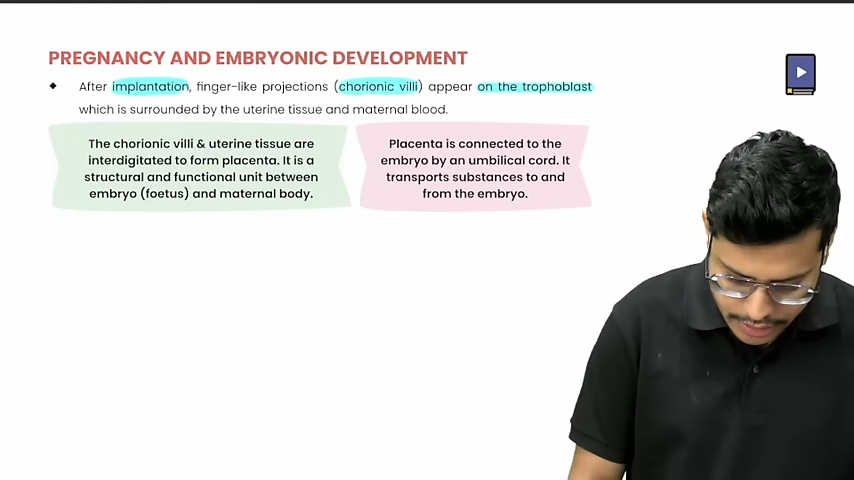 PREGNANCY AND EMBRYONIC DEVELOPMENT
After implantation, finger-like projections (chorionic villi) appear on the trophoblast
which is surrounded by the uterine tissue and maternal blood.
The chorionic villi & uterine tissue are
interdigitated to form placenta. It is a
structural and functional unit between
embryo (foetus) and maternal body.
Placenta is connected to the
embryo by an umbilical cord. It
transports substances to and
from the embryo.